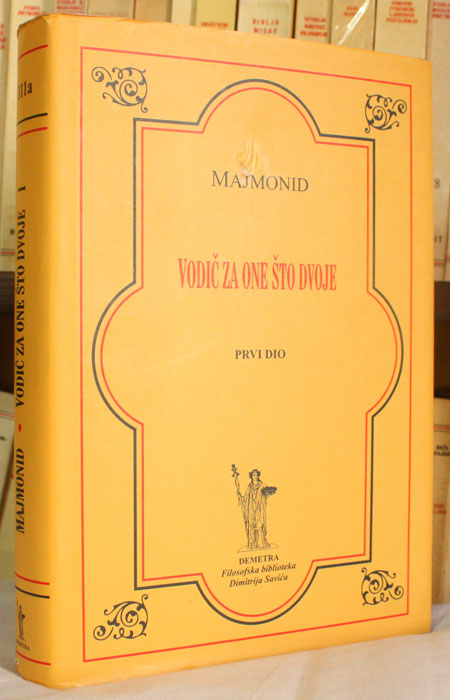 MAJMONID
VODIČ ZA ONE ŠTO DVOJE
PRVI DIO
DEMETRA
Filosofska biblioteka
Dimitrija Savića
MAJMONID • VODIČ ZA ONE ŠTO DVOJE I
DEMETRA